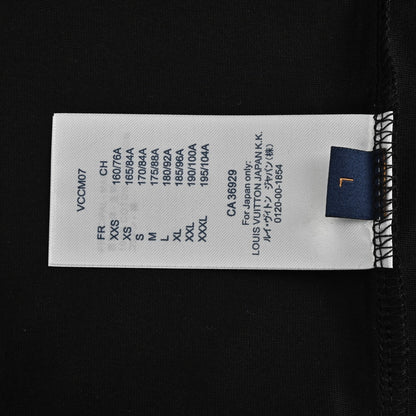 VCCM07
FR CH
XXS 160/76A
XS 165/84A
S 170/84A
M 175/88A
L 180/92A
XL 185/96A
XXL 190/100A
XXXL 195/104A
CA 36929
For Japan only:
LOUIS VUITTON JAPAN K.K.
ルイ・ヴィトン ジャパン(株)
0120-00-1854
L